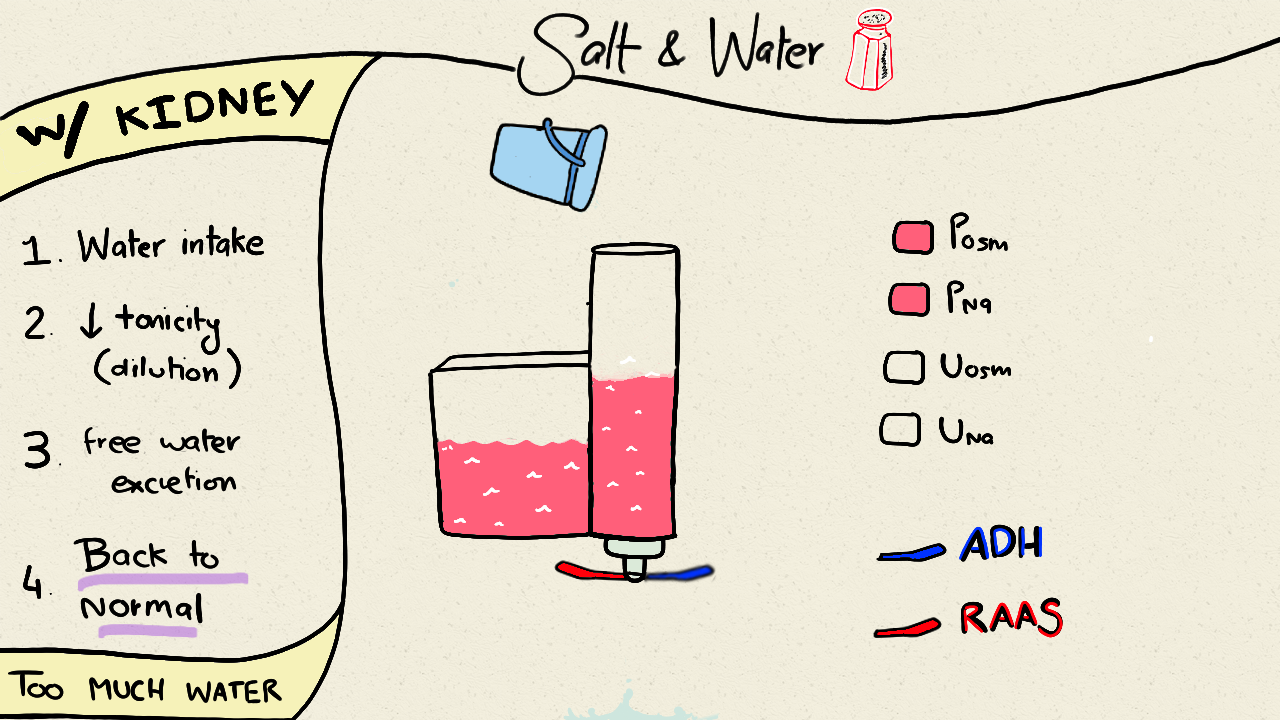 Salt & Water
W/ KIDNEY
1. Water intake
2. ↓ tonicity
(dilution)
3. free water
excretion
4. Back to
Normal
TOO MUCH WATER
Posm
PNa
Uosm
UNa
ADH
RAAS